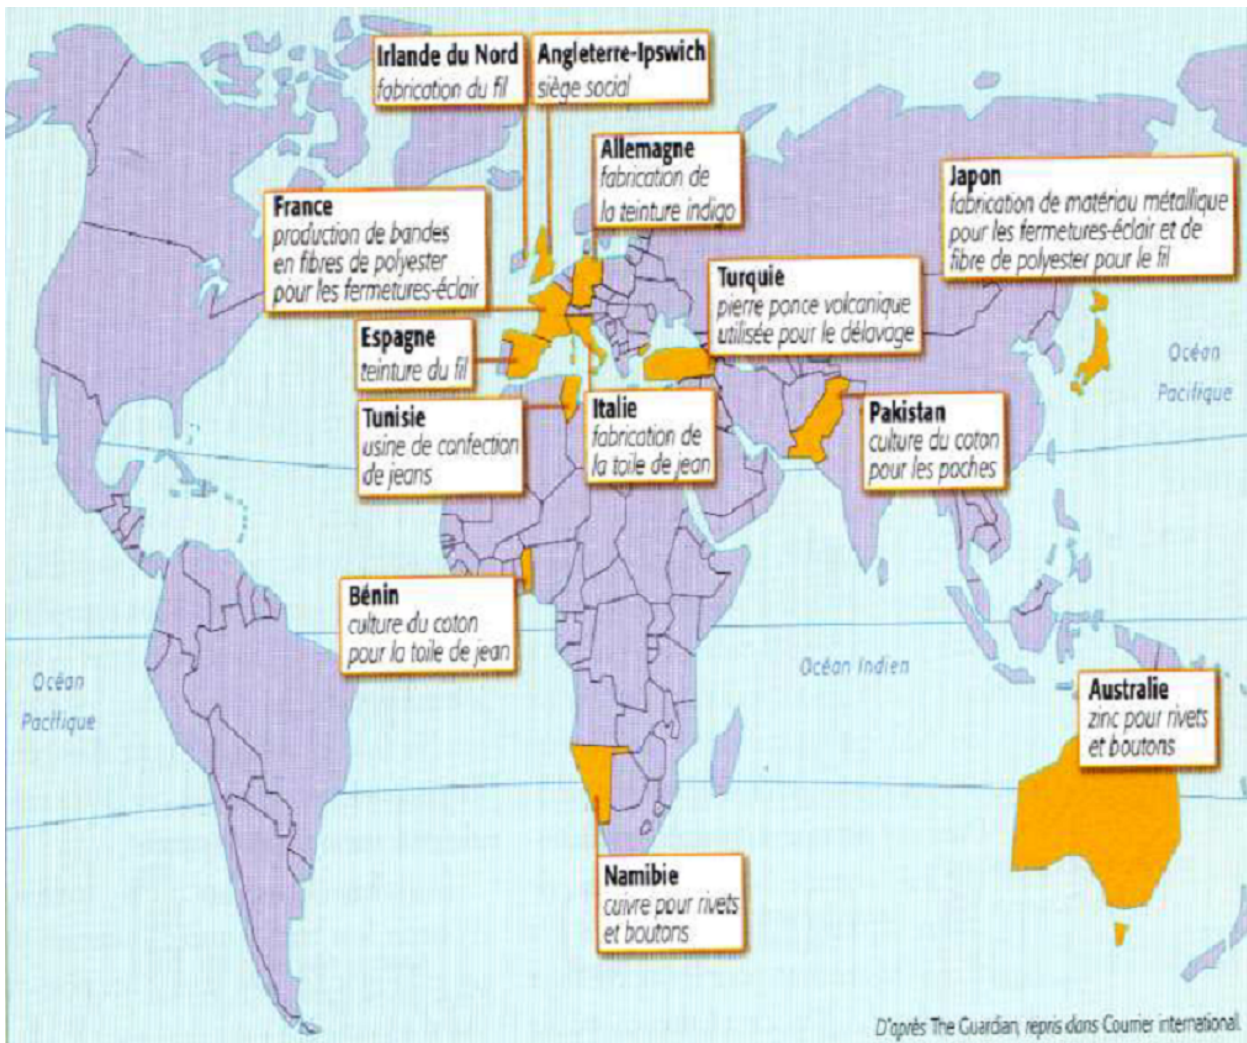 Irlande du Nord
fabrication du fil
Angleterre-Ipswich
siège social
Allemagne
fabrication de
la teinture indigo
France
production de bandes
en fibres de polyester
pour les fermetures-éclair
Japon
fabrication de matériau métallique
pour les fermetures-éclair et de
fibre de polyester pour le fil
Turquie
pierre ponce volcanique
utilisée pour le délavage
Espagne
teinture du fil
Océan
Pacifique
Tunisie
usine de confection
de jeans
Italie
fabrication de
la toile de jean
Pakistan
culture du coton
pour les poches
Bénin
culture du coton
pour la toile de jean
Océan Indien
Océan
Pacifique
Australie
zinc pour rivets
et boutons
Namibie
cuivre pour rivets
et boutons
D'après The Guardian, repris dans Courrier international.